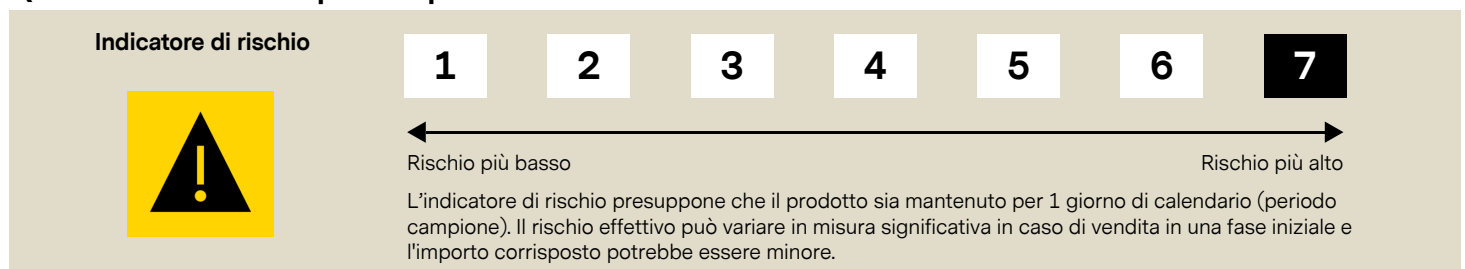 Indicatore di rischio
1 2 3 4 5 6 7
Rischio più basso Rischio più alto
L’indicatore di rischio presuppone che il prodotto sia mantenuto per 1 giorno di calendario (periodo
campione). Il rischio effettivo può variare in misura significativa in caso di vendita in una fase iniziale e
l'importo corrisposto potrebbe essere minore.